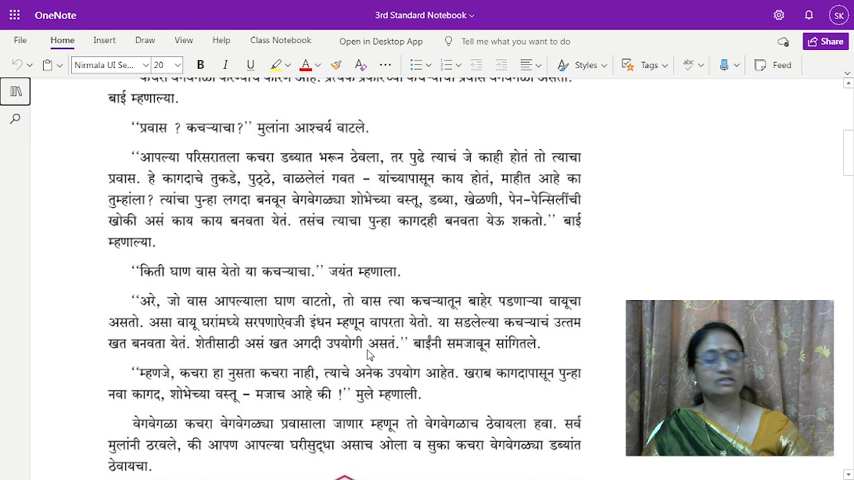 OneNote
3rd Standard Notebook
SK
File Home Insert Draw View Help Class Notebook Open in Desktop App Tell me what you want to do Share
Nirmala UI Se... 20 B I U A Styles Tags Feed
बाई म्हणाल्या.
‘‘प्रवास ? कचऱ्याचा?’’ मुलांना आश्चर्य वाटले.
‘‘आपल्या परिसरातला कचरा डब्यात भरून ठेवला, तर पुढे त्याचं जे काही होतं तो त्याचा
प्रवास. हे कागदाचे तुकडे, पुठ्ठे, वाळलेलं गवत - यांच्यापासून काय होतं, माहीत आहे का
तुम्हांला? त्यांचा पुन्हा लगदा बनवून वेगवेगळ्या शोभेच्या वस्तू, डब्या, खेळणी, पेन-पेन्सिलींची
खोकी असं काय काय बनवता येतं. तसंच त्याचा पुन्हा कागदही बनवता येऊ शकतो.’’ बाई
म्हणाल्या.
‘‘किती घाण वास येतो या कचऱ्याचा.’’ जयंत म्हणाला.
‘‘अरे, जो वास आपल्याला घाण वाटतो, तो वास त्या कचऱ्यातून बाहेर पडणाऱ्या वायूचा
असतो. असा वायू घरांमध्ये सरपणाऐवजी इंधन म्हणून वापरता येतो. या सडलेल्या कचऱ्याचं उत्तम
खत बनवता येतं. शेतीसाठी असं खत अगदी उपयोगी असतं.’’ बाईंनी समजावून सांगितले.
‘‘म्हणजे, कचरा हा नुसता कचरा नाही, त्याचे अनेक उपयोग आहेत. खराब कागदापासून पुन्हा
नवा कागद, शोभेच्या वस्तू - मजाच आहे की !’’ मुले म्हणाली.
वेगवेगळा कचरा वेगवेगळ्या प्रवासाला जाणार म्हणून तो वेगवेगळाच ठेवायला हवा. सर्व
मुलांनी ठरवले, की आपण आपल्या घरीसुद्धा असाच ओला व सुका कचरा वेगवेगळ्या डब्यांत
ठेवायचा.